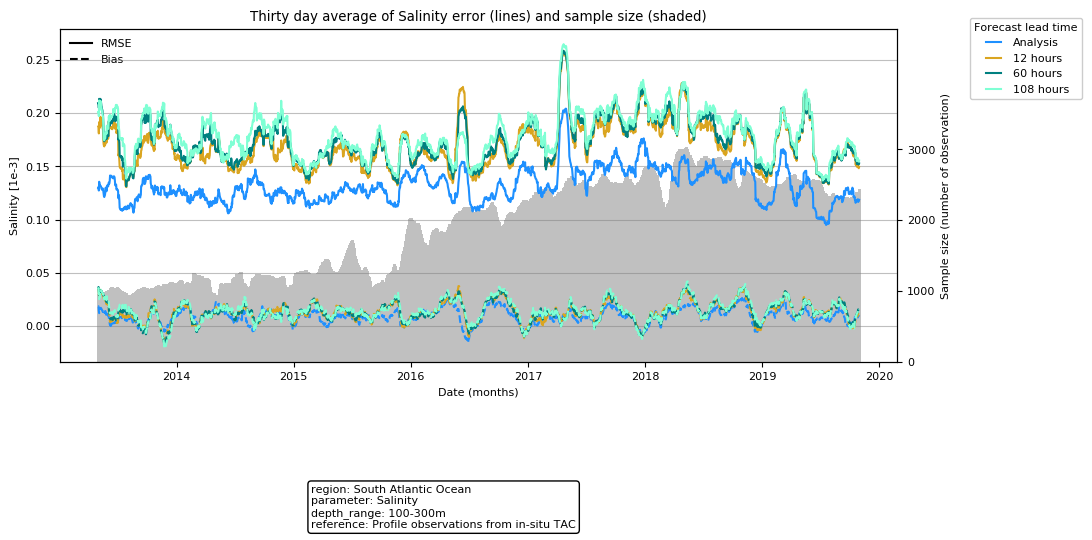 Thirty day average of Salinity error (lines) and sample size (shaded)
Forecast lead time
Analysis
12 hours
60 hours
108 hours
RMSE
Bias
Salinity [1e-3]
0.25
0.20
0.15
0.10
0.05
0.00
Sample size (number of observation)
3000
2000
1000
0
2014
2015
2016
2017
2018
2019
2020
Date (months)
region: South Atlantic Ocean
parameter: Salinity
depth_range: 100-300m
reference: Profile observations from in-situ TAC